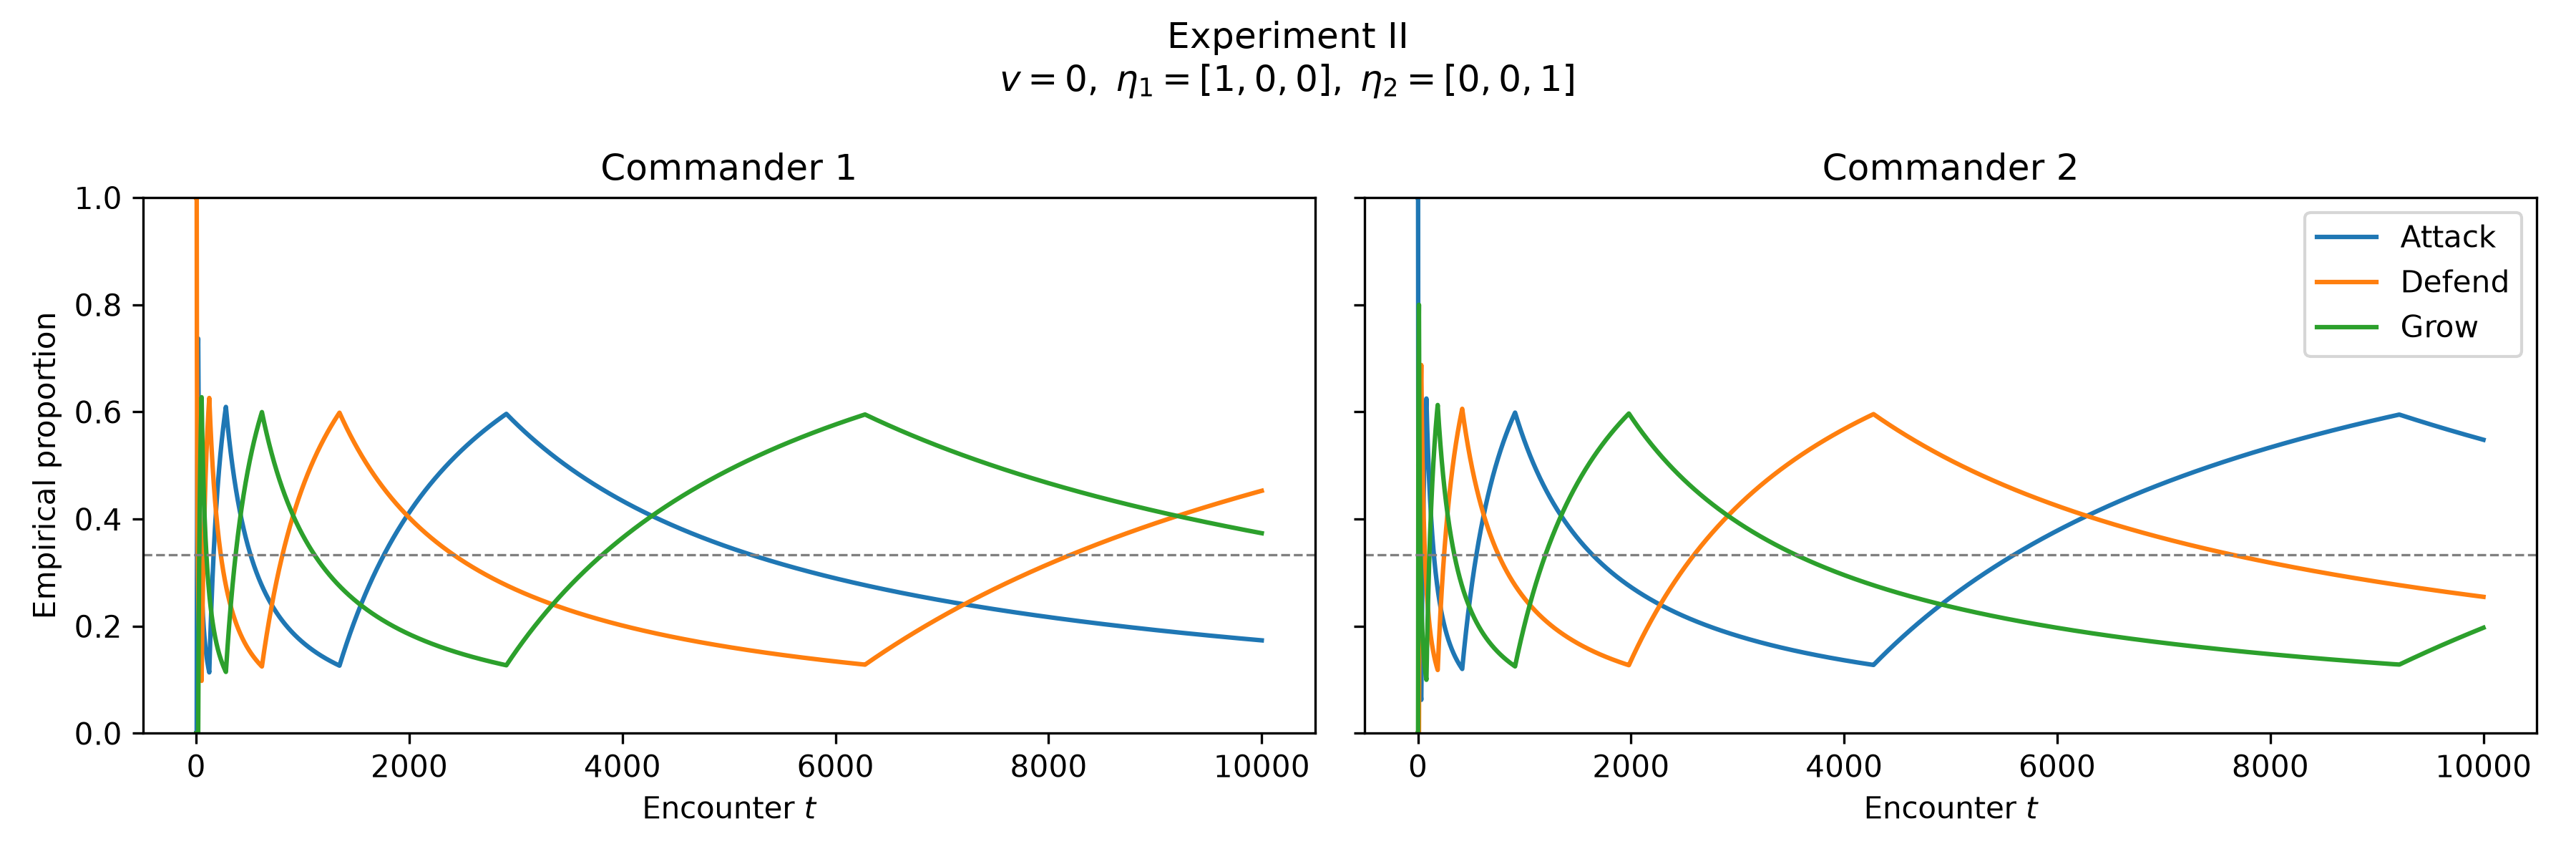 Experiment II
v = 0, η₁ = [1, 0, 0], η₂ = [0, 0, 1]
Commander 1
Commander 2
Empirical proportion
1.0
0.8
0.6
0.4
0.2
0.0
0 2000 4000 6000 8000 10000
Encounter t
Attack
Defend
Grow
0 2000 4000 6000 8000 10000
Encounter t